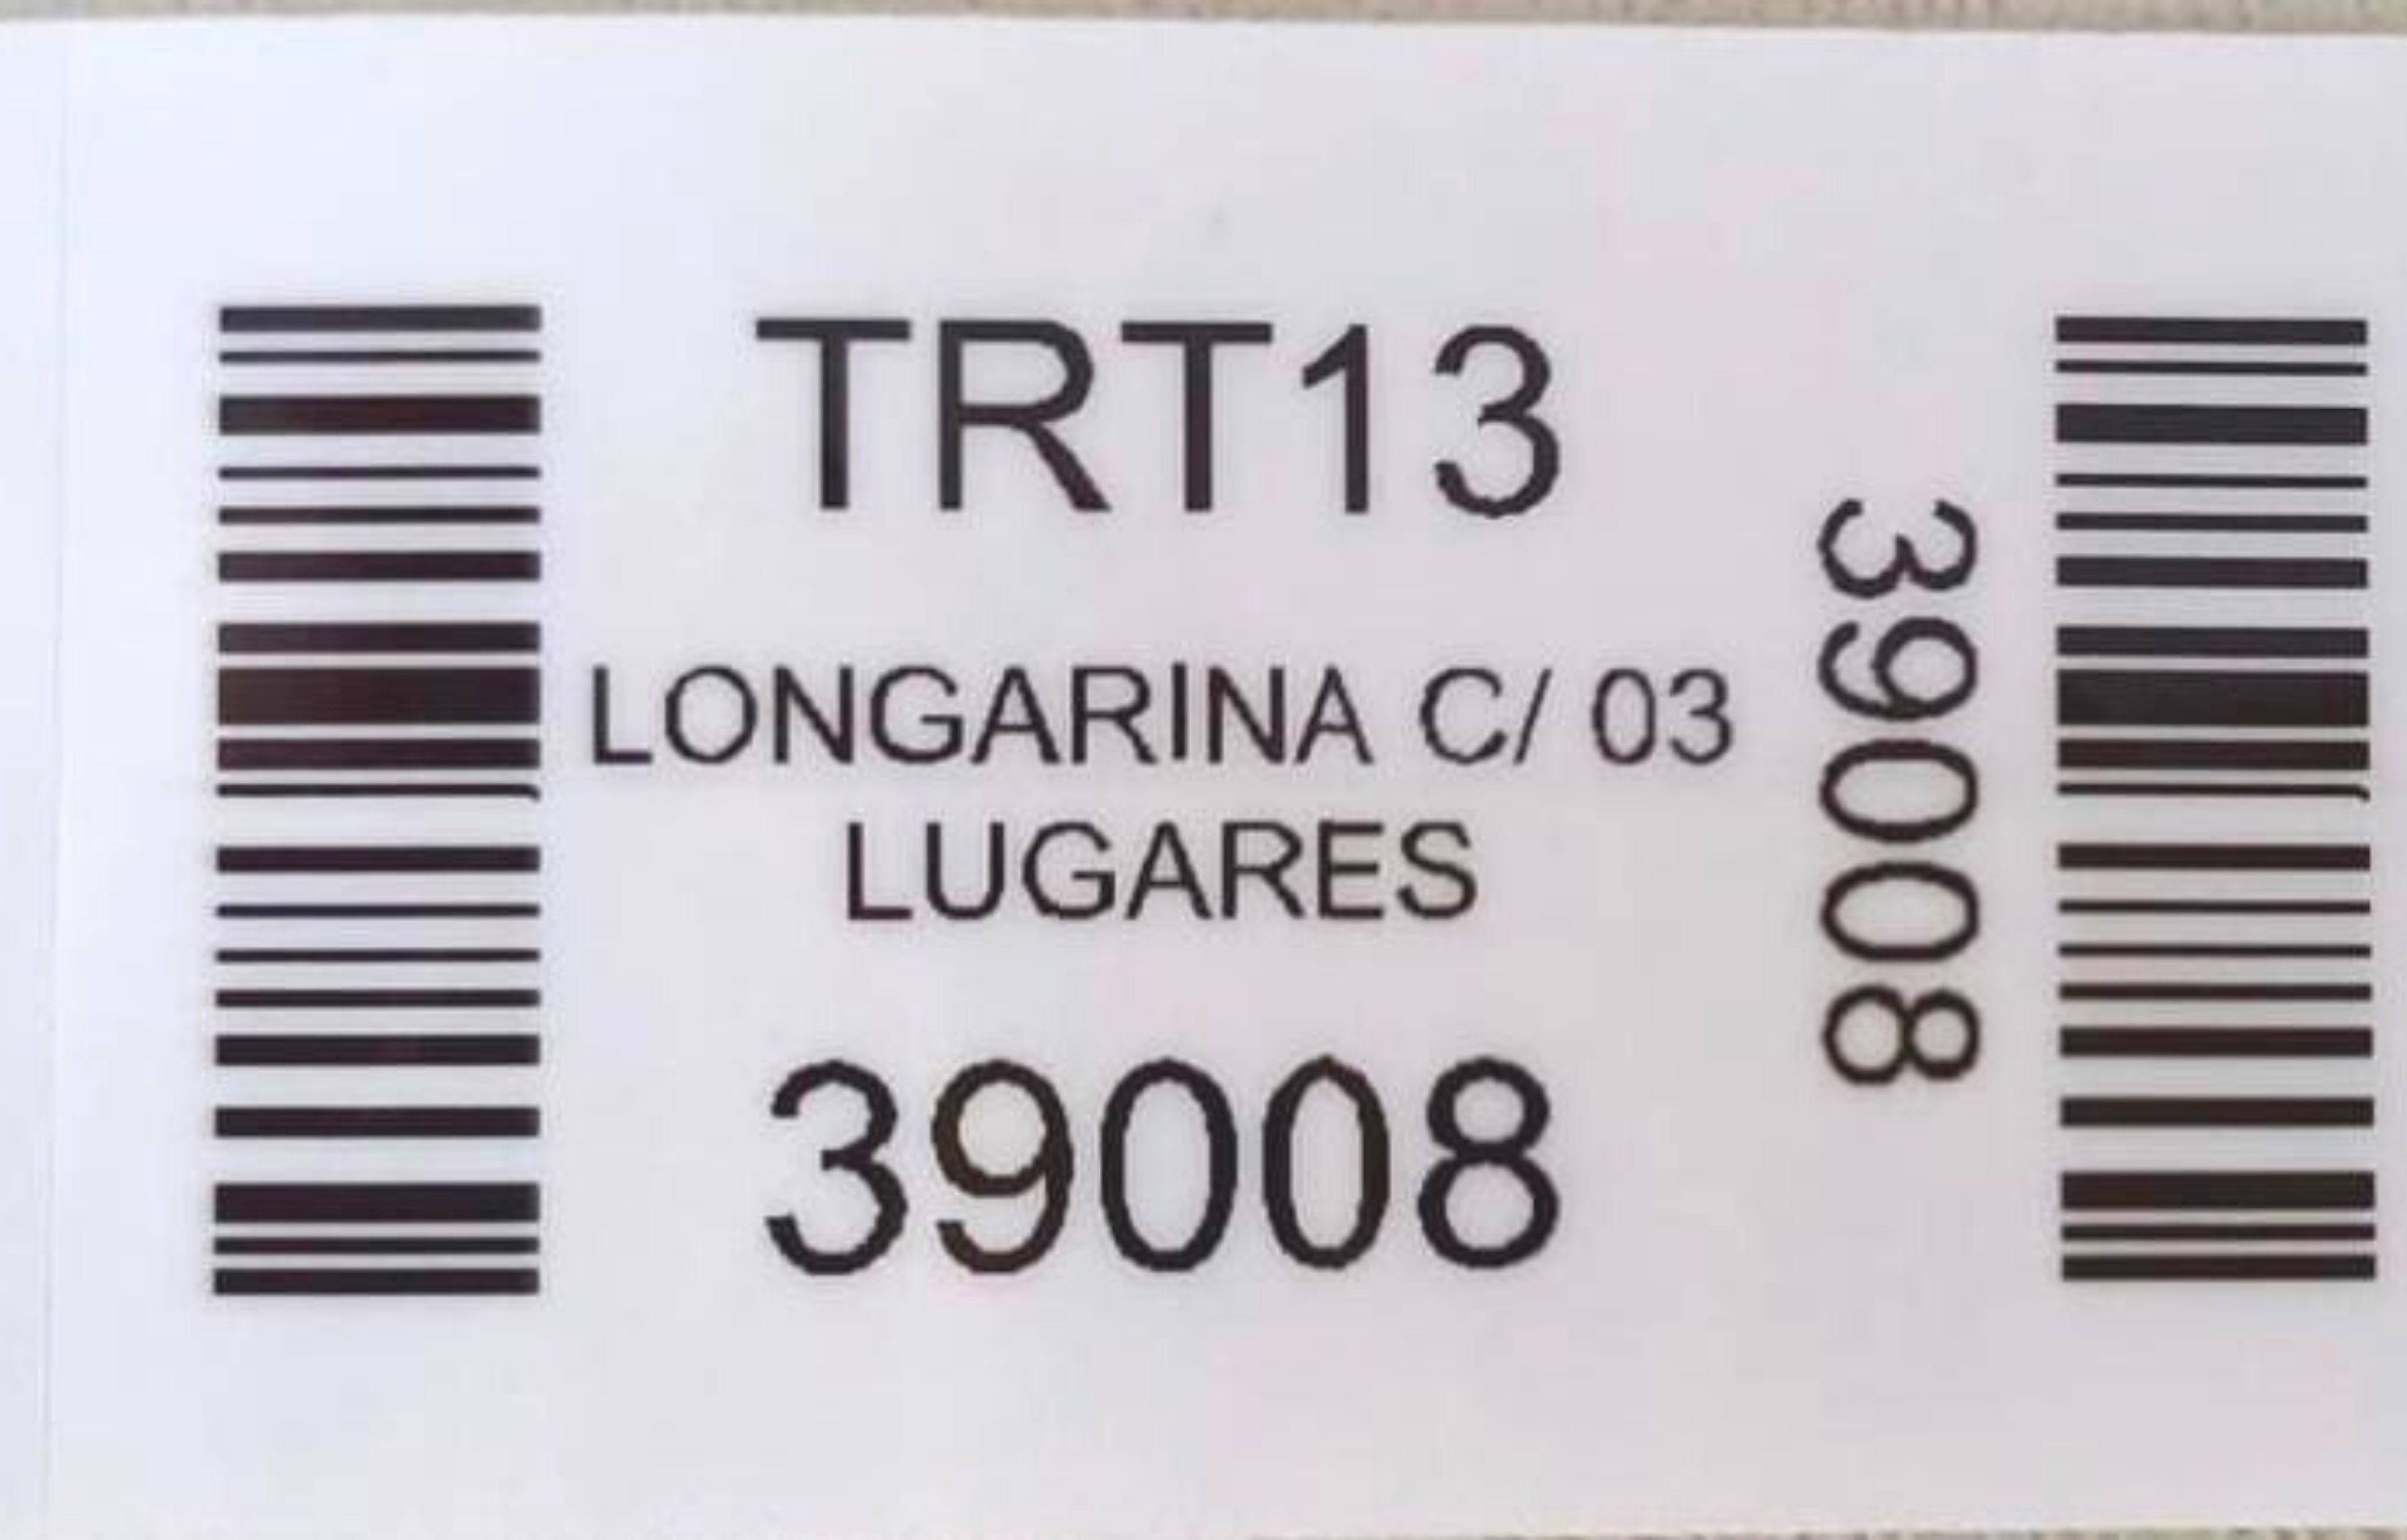 TRT13
LONGARINA C/ 03
LUGARES
39008
39008